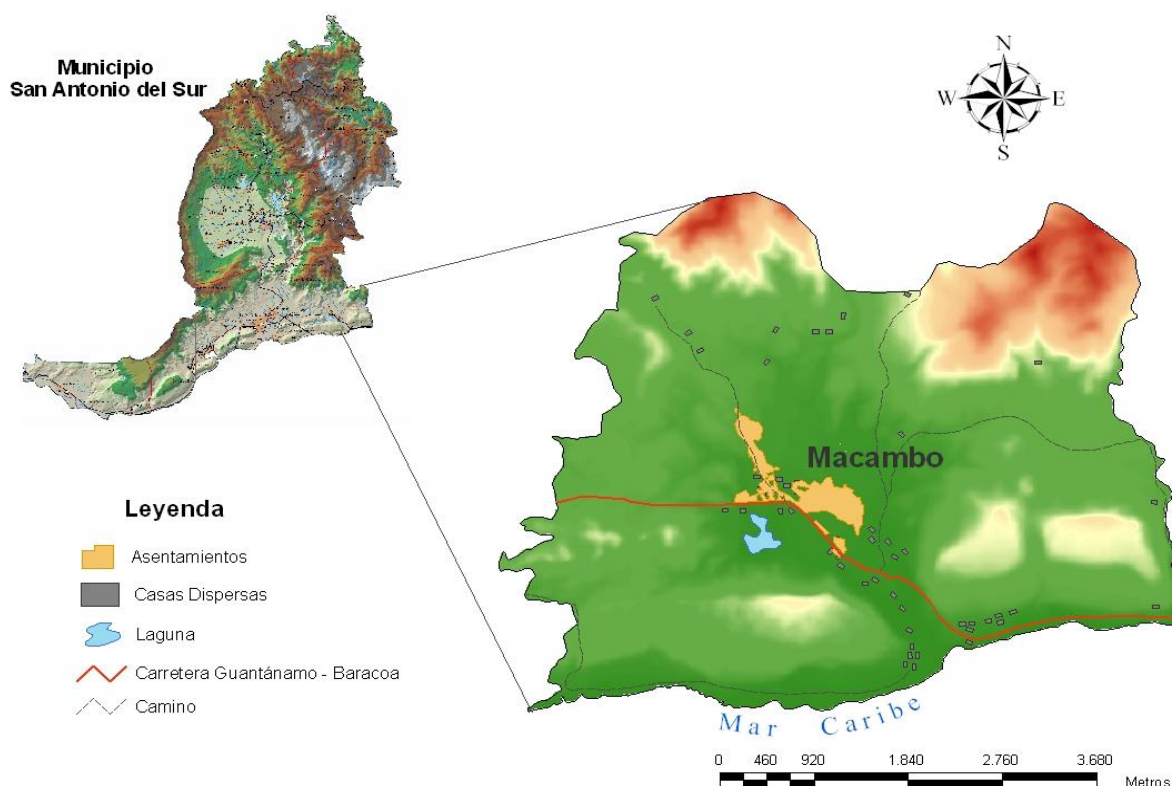 Municipio
San Antonio del Sur
N
W
E
S
Macambo
Leyenda
Asentamientos
Casas Dispersas
Laguna
Carretera Guantánamo - Baracoa
Camino
Mar Caribe
0 460 920 1.840 2.760 3.680
Metros